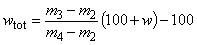 w_tot = (m_3 − m_2)/(m_4 − m_2) (100 + w) − 100